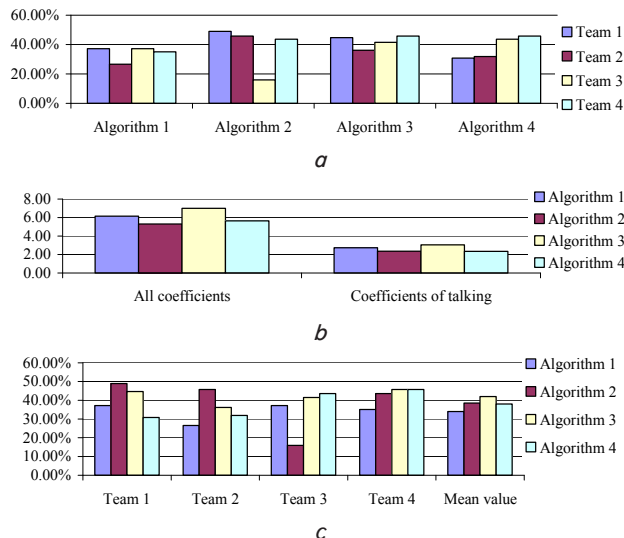 60.00%
40.00%
20.00%
0.00%
Algorithm 1 Algorithm 2 Algorithm 3 Algorithm 4
Team 1
Team 2
Team 3
Team 4
a
8.00
6.00
4.00
2.00
0.00
All coefficients Coefficients of talking
Algorithm 1
Algorithm 2
Algorithm 3
Algorithm 4
b
60.00%
50.00%
40.00%
30.00%
20.00%
10.00%
0.00%
Team 1 Team 2 Team 3 Team 4 Mean value
Algorithm 1
Algorithm 2
Algorithm 3
Algorithm 4
c